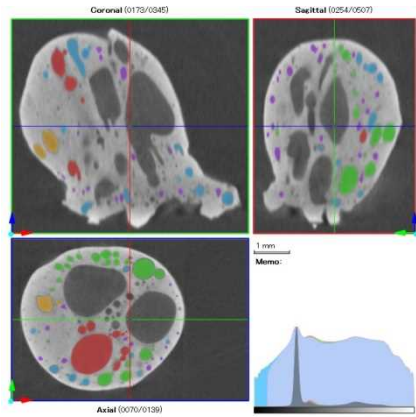 Coronal (0173/0345)
Sagittal (0254/0507)
1 mm
Memo:
Axial (0070/0139)